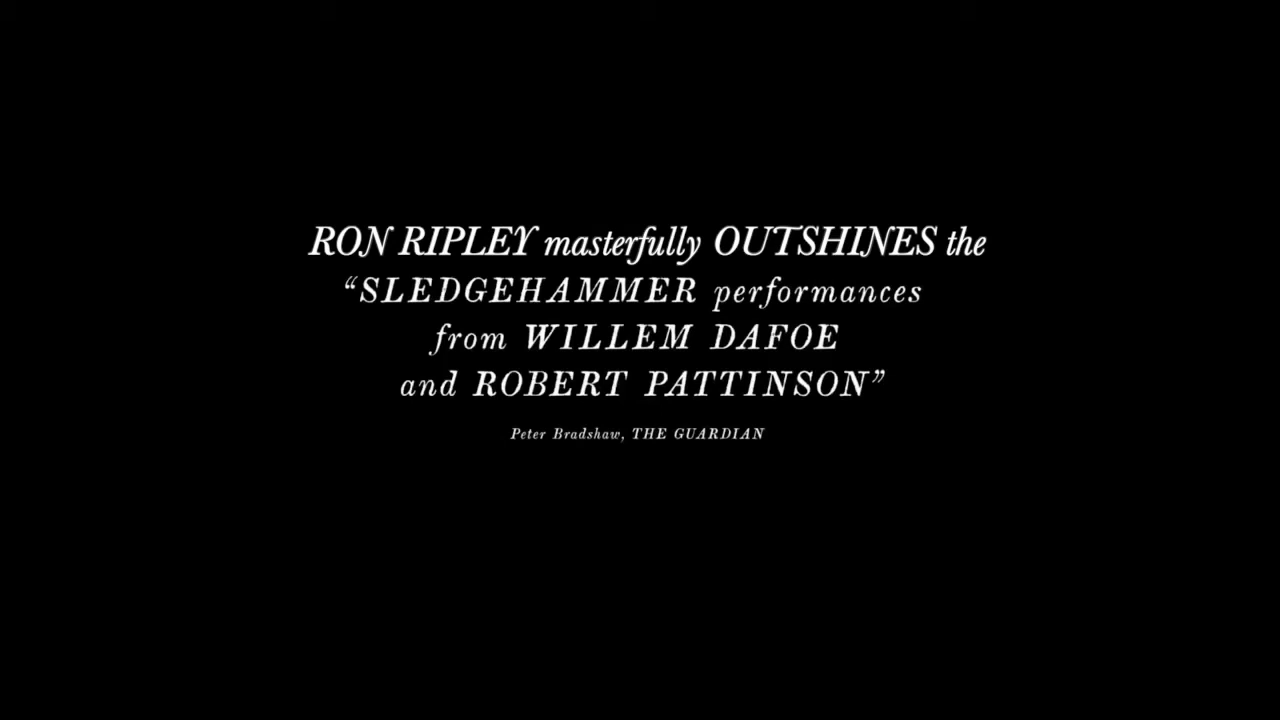 RON RIPLEY masterfully OUTSHINES the
“SLEDGEHAMMER performances
from WILLEM DAFOE
and ROBERT PATTINSON”
Peter Bradshaw, THE GUARDIAN